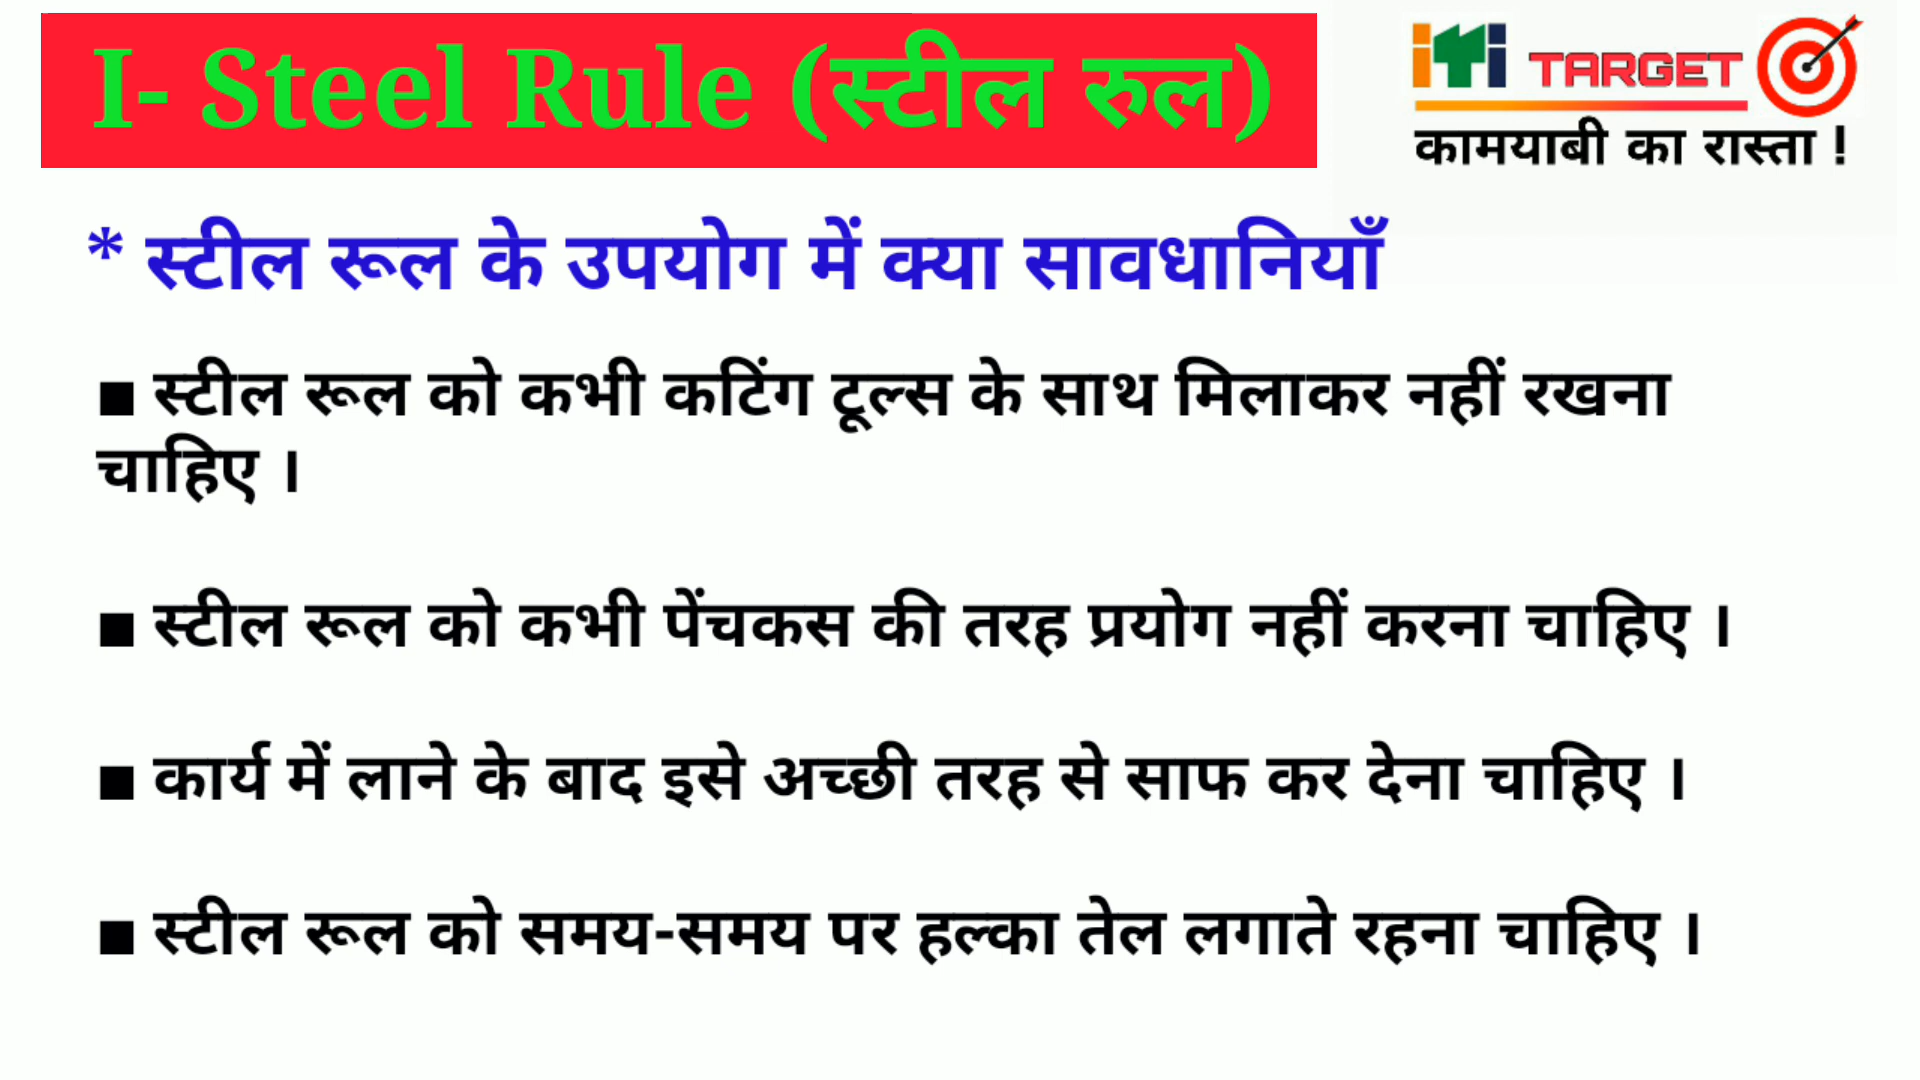 I- Steel Rule (स्टील रुल)
iTi TARGET
कामयाबी का रास्ता !
* स्टील रूल के उपयोग में क्या सावधानियाँ
▪ स्टील रूल को कभी कटिंग टूल्स के साथ मिलाकर नहीं रखना
चाहिए ।
▪ स्टील रूल को कभी पेंचकस की तरह प्रयोग नहीं करना चाहिए ।
▪ कार्य में लाने के बाद इसे अच्छी तरह से साफ कर देना चाहिए ।
▪ स्टील रूल को समय-समय पर हल्का तेल लगाते रहना चाहिए ।